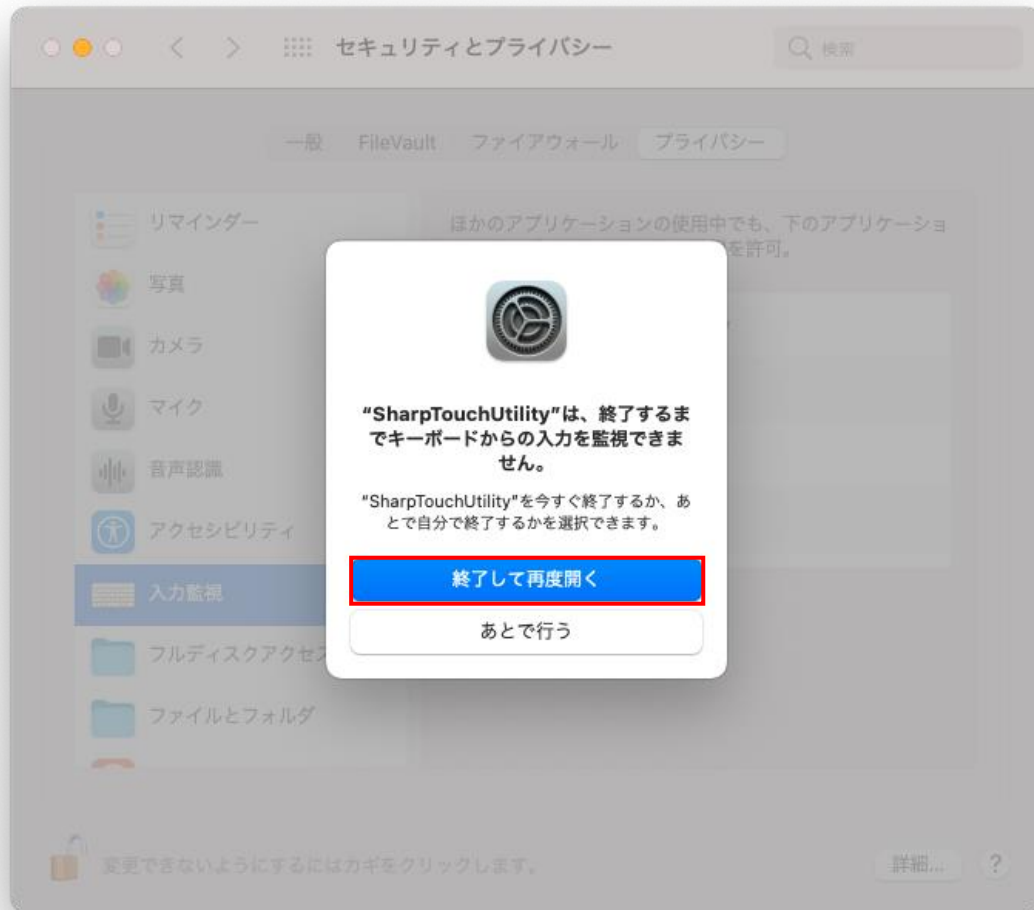 セキュリティとプライバシー
検索
一般 FileVault ファイアウォール プライバシー
リマインダー
写真
カメラ
マイク
音声認識
アクセシビリティ
入力監視
フルディスクアクセス
ファイルとフォルダ
ほかのアプリケーションの使用中でも、下のアプリケーショ
を許可。
“SharpTouchUtility”は、終了するま
でキーボードからの入力を監視できま
せん。
“SharpTouchUtility”を今すぐ終了するか、あ
とで自分で終了するかを選択できます。
終了して再度開く
あとで行う
変更できないようにするにはカギをクリックします。
詳細...
?